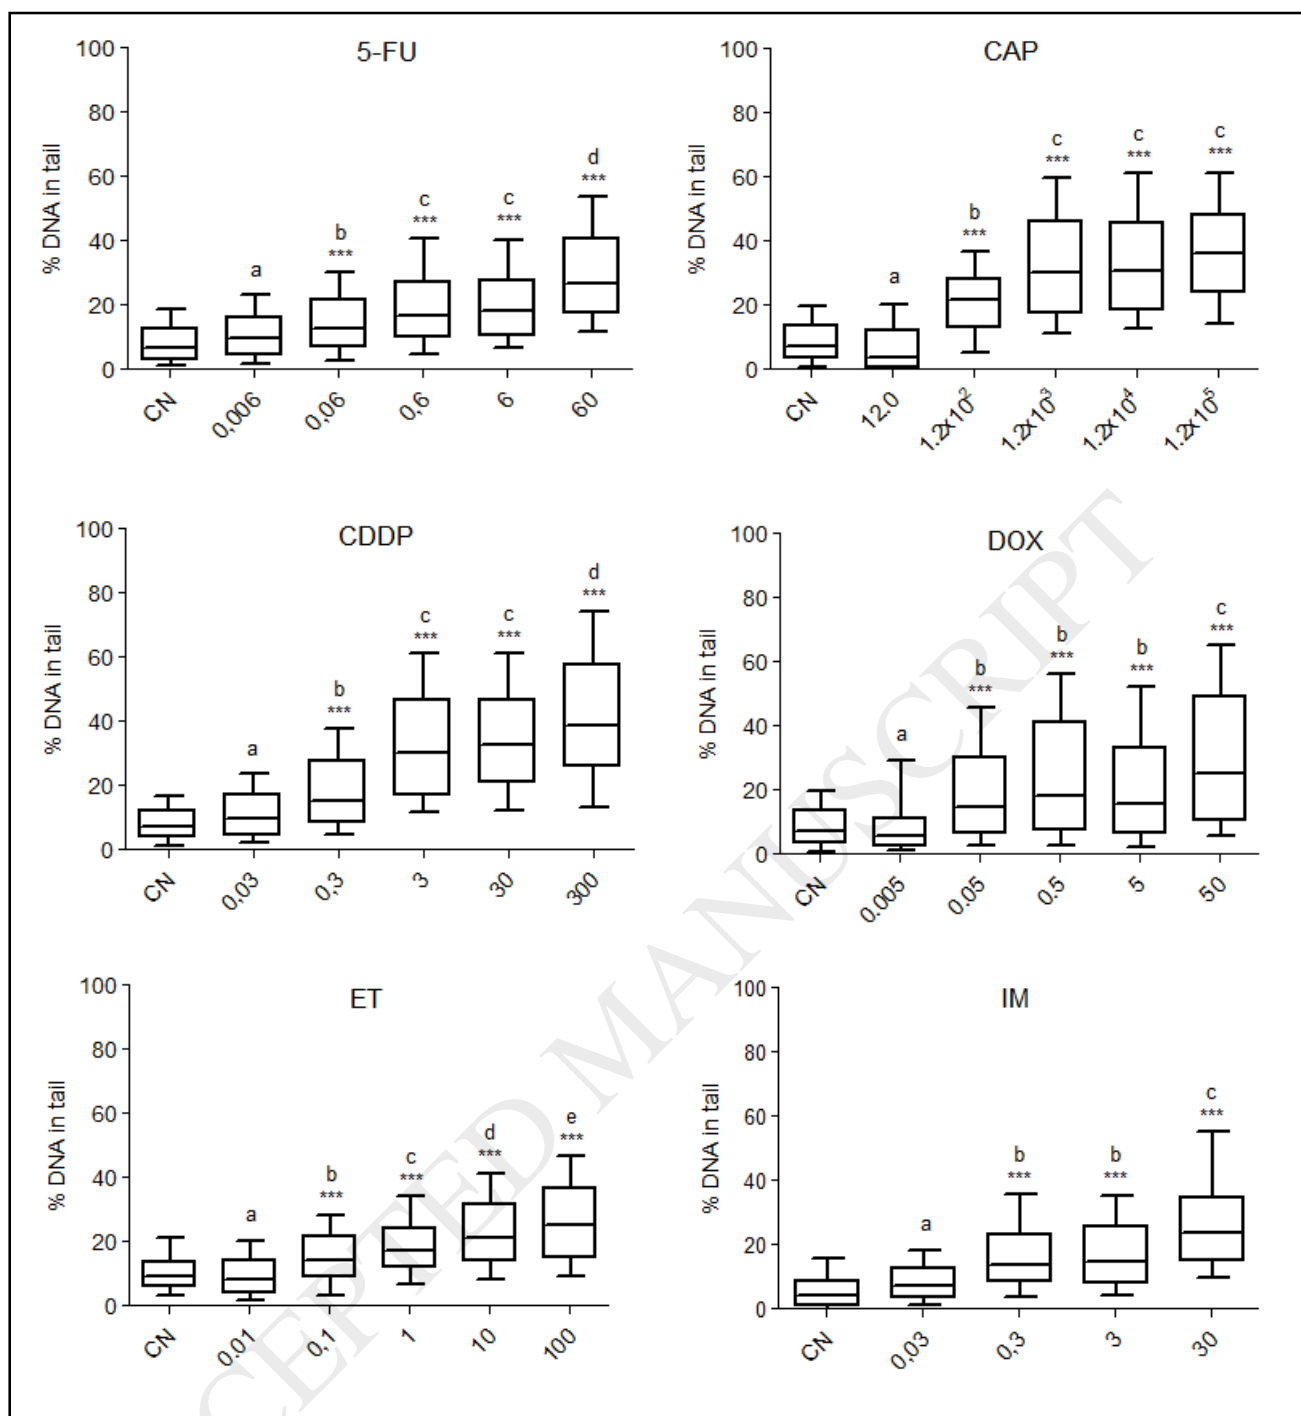 5-FU
% DNA in tail
100
80
60
40
20
0
a
b
***
c
***
c
***
d
***
CN
0,006
0,06
0,6
6
60
CAP
% DNA in tail
100
80
60
40
20
0
a
b
***
c
***
c
***
c
***
CN
12.0
1.2x10²
1.2x10³
1.2x10⁴
1.2x10⁵
CDDP
% DNA in tail
100
80
60
40
20
0
a
b
***
c
***
c
***
d
***
CN
0,03
0,3
3
30
300
DOX
% DNA in tail
100
80
60
40
20
0
a
b
***
b
***
b
***
c
***
CN
0.005
0.05
0.5
5
50
ET
% DNA in tail
100
80
60
40
20
0
a
b
***
c
***
d
***
e
***
CN
0.01
0,1
1
10
100
IM
% DNA in tail
100
80
60
40
20
0
a
b
***
b
***
c
***
CN
0,03
0,3
3
30
CEPTED MANUSCRIPT